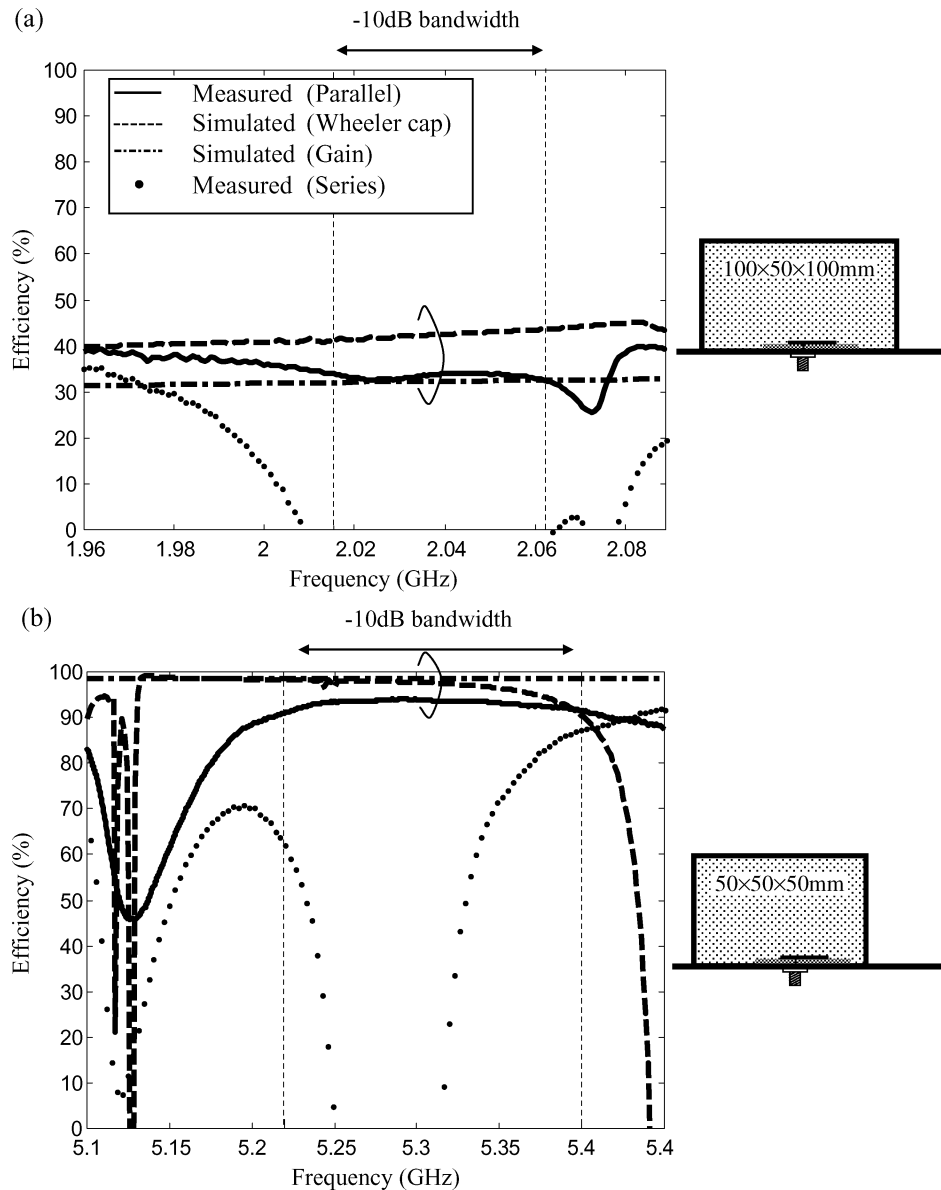 (a)
-10dB bandwidth
100
90
80
70
60
50
40
30
20
10
0
Efficiency (%)
Measured (Parallel)
Simulated (Wheeler cap)
Simulated (Gain)
Measured (Series)
100×50×100mm
1.96 1.98 2 2.02 2.04 2.06 2.08
Frequency (GHz)
(b)
-10dB bandwidth
100
90
80
70
60
50
40
30
20
10
0
Efficiency (%)
50×50×50mm
5.1 5.15 5.2 5.25 5.3 5.35 5.4 5.4
Frequency (GHz)